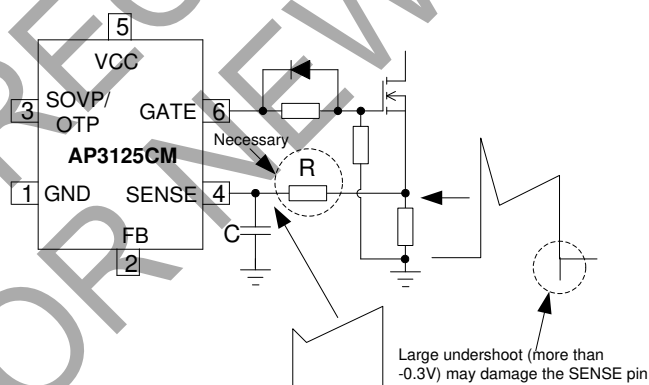 5
VCC
3
SOVP/
OTP
GATE
6
Necessary
AP3125CM
R
1
GND
SENSE
4
FB
C
2
Large undershoot (more than
-0.3V) may damage the SENSE pin